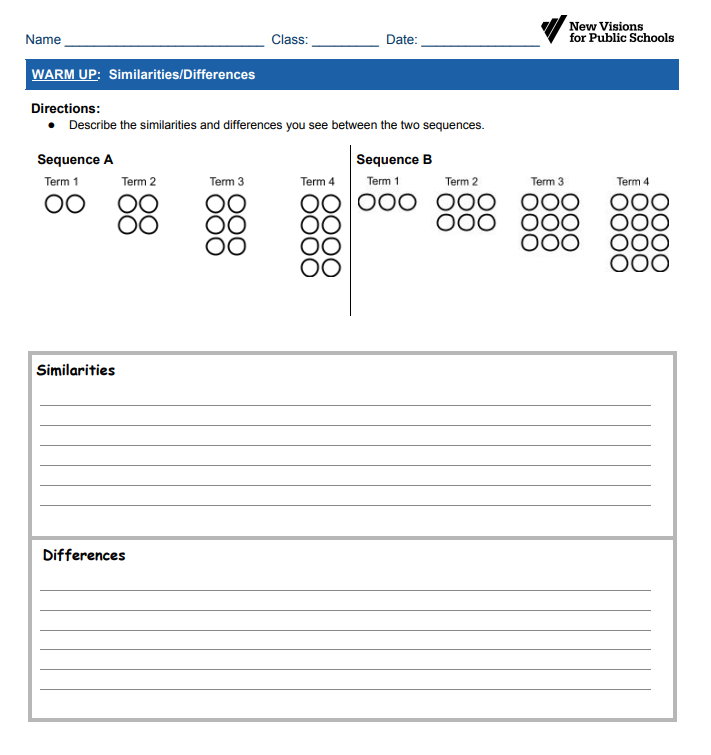 Name __________________________ Class: _________ Date: ________________
New Visions
for Public Schools
WARM UP: Similarities/Differences
Directions:
● Describe the similarities and differences you see between the two sequences.
Sequence A
Term 1 Term 2 Term 3 Term 4
Sequence B
Term 1 Term 2 Term 3 Term 4
Similarities
Differences